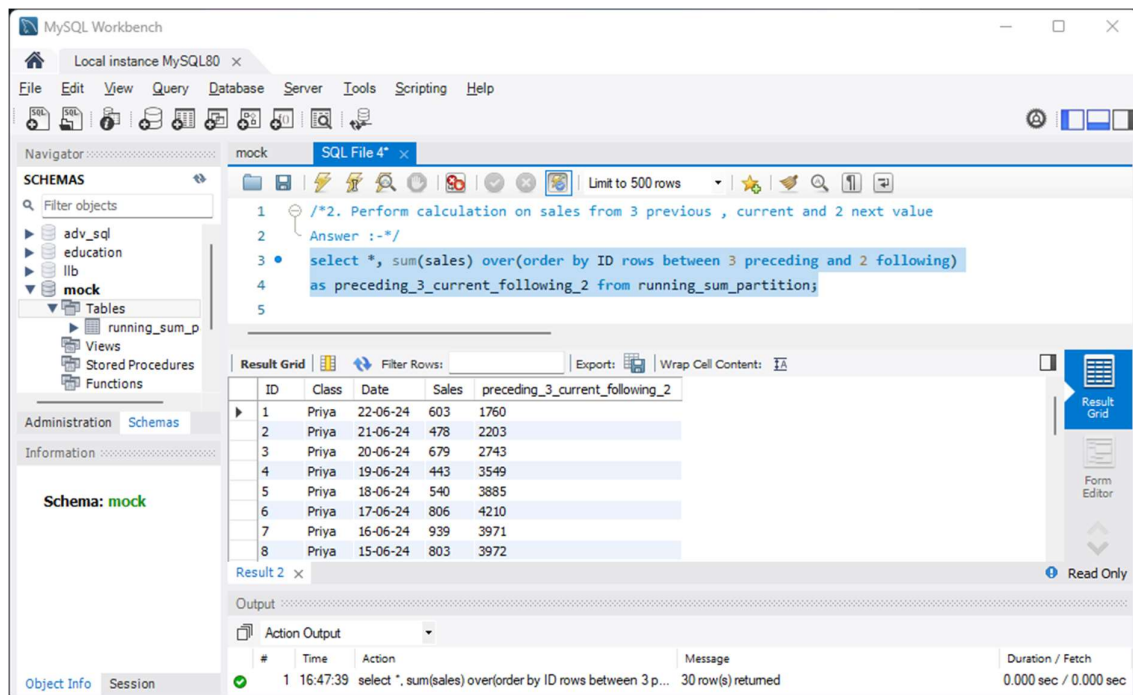 MySQL Workbench
Local instance MySQL80
File Edit View Query Database Server Tools Scripting Help
Navigator
SCHEMAS
Filter objects
adv_sql
education
llb
mock
Tables
running_sum_p
Views
Stored Procedures
Functions
Administration Schemas
Information
Schema: mock
Object Info Session
mock SQL File 4*
Limit to 500 rows
1 /*2. Perform calculation on sales from 3 previous , current and 2 next value
2 Answer :-*/
3 select *, sum(sales) over(order by ID rows between 3 preceding and 2 following)
4 as preceding_3_current_following_2 from running_sum_partition;
5
Result Grid Filter Rows: Export: Wrap Cell Content:
ID Class Date Sales preceding_3_current_following_2
1 Priya 22-06-24 603 1760
2 Priya 21-06-24 478 2203
3 Priya 20-06-24 679 2743
4 Priya 19-06-24 443 3549
5 Priya 18-06-24 540 3885
6 Priya 17-06-24 806 4210
7 Priya 16-06-24 939 3971
8 Priya 15-06-24 803 3972
Result
Grid
Form
Editor
Result 2 Read Only
Output
Action Output
# Time Action Message Duration / Fetch
1 16:47:39 select *, sum(sales) over(order by ID rows between 3 p... 30 row(s) returned 0.000 sec / 0.000 sec